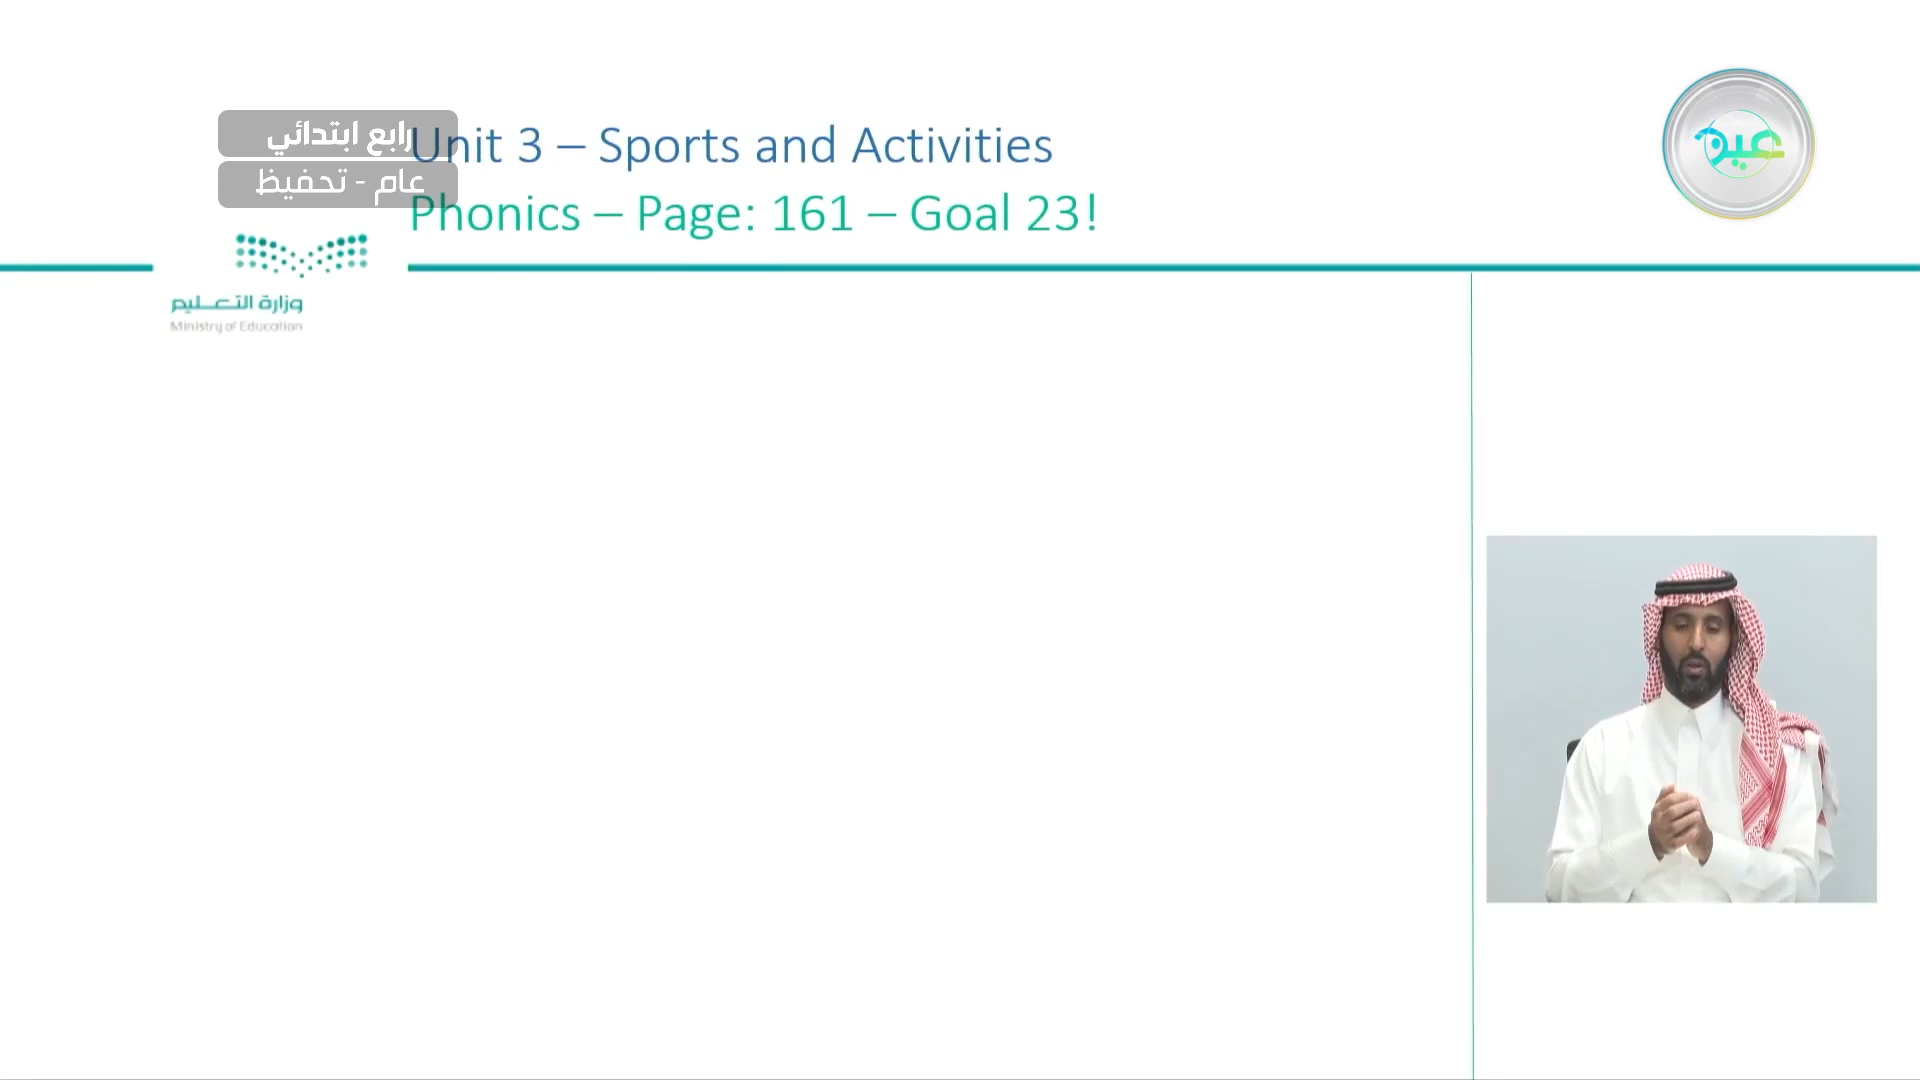 رابع ابتدائي
عام - تحفيظ
Unit 3 – Sports and Activities
Phonics – Page: 161 – Goal 23!
وزارة التعليم
Ministry of Education
عين